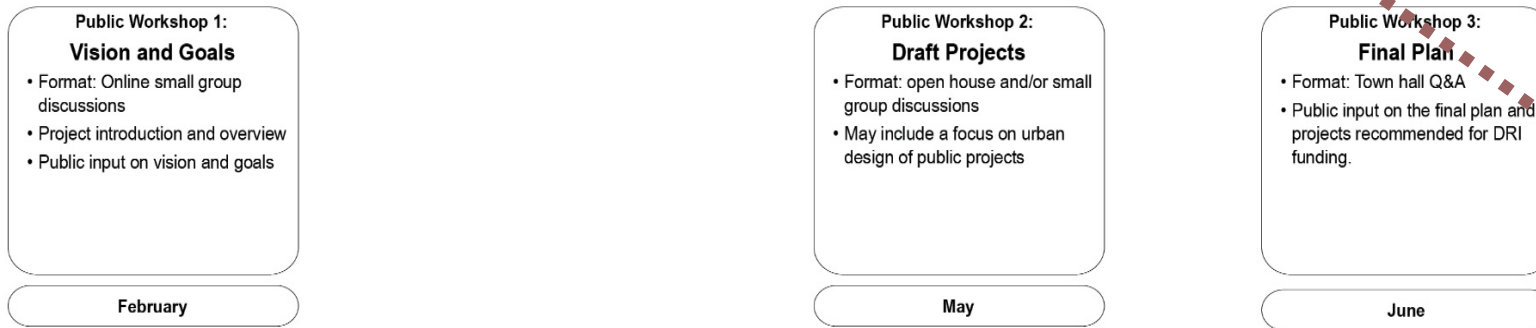 Public Workshop 1:
Vision and Goals
• Format: Online small group
discussions
• Project introduction and overview
• Public input on vision and goals
February
Public Workshop 2:
Draft Projects
• Format: open house and/or small
group discussions
• May include a focus on urban
design of public projects
May
Public Workshop 3:
Final Plan
• Format: Town hall Q&A
• Public input on the final plan and
projects recommended for DRI
funding.
June